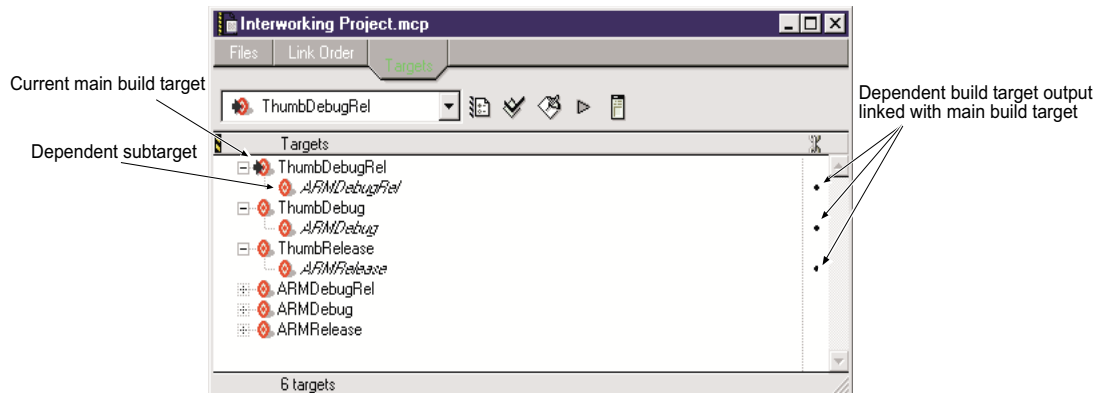 Interworking Project.mcp
Files Link Order Targets
Current main build target
ThumbDebugRel
Dependent build target output
linked with main build target
Dependent subtarget
Targets
ThumbDebugRel
ARMDebugRel
ThumbDebug
ARMDebug
ThumbRelease
ARMRelease
ARMDebugRel
ARMDebug
ARMRelease
6 targets